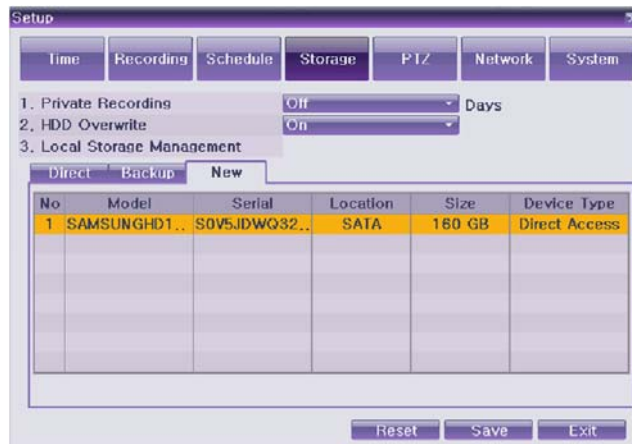 Setup
Time Recording Schedule Storage PTZ Network System
1. Private Recording Off Days
2. HDD Overwrite On
3. Local Storage Management
Direct Backup New
No Model Serial Location Size Device Type
1 SAMSUNGHD1.. S0V5JDWQ32.. SATA 160 GB Direct Access
Reset Save Exit